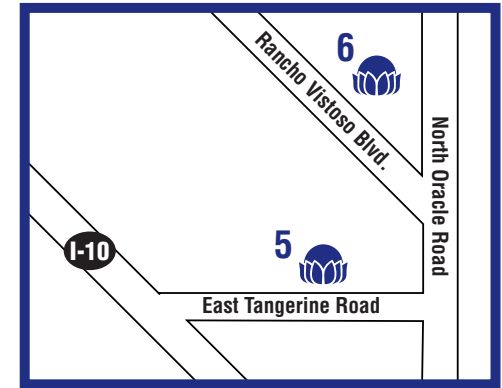 6
Rancho Vistoso Blvd.
North Oracle Road
5
I-10
East Tangerine Road